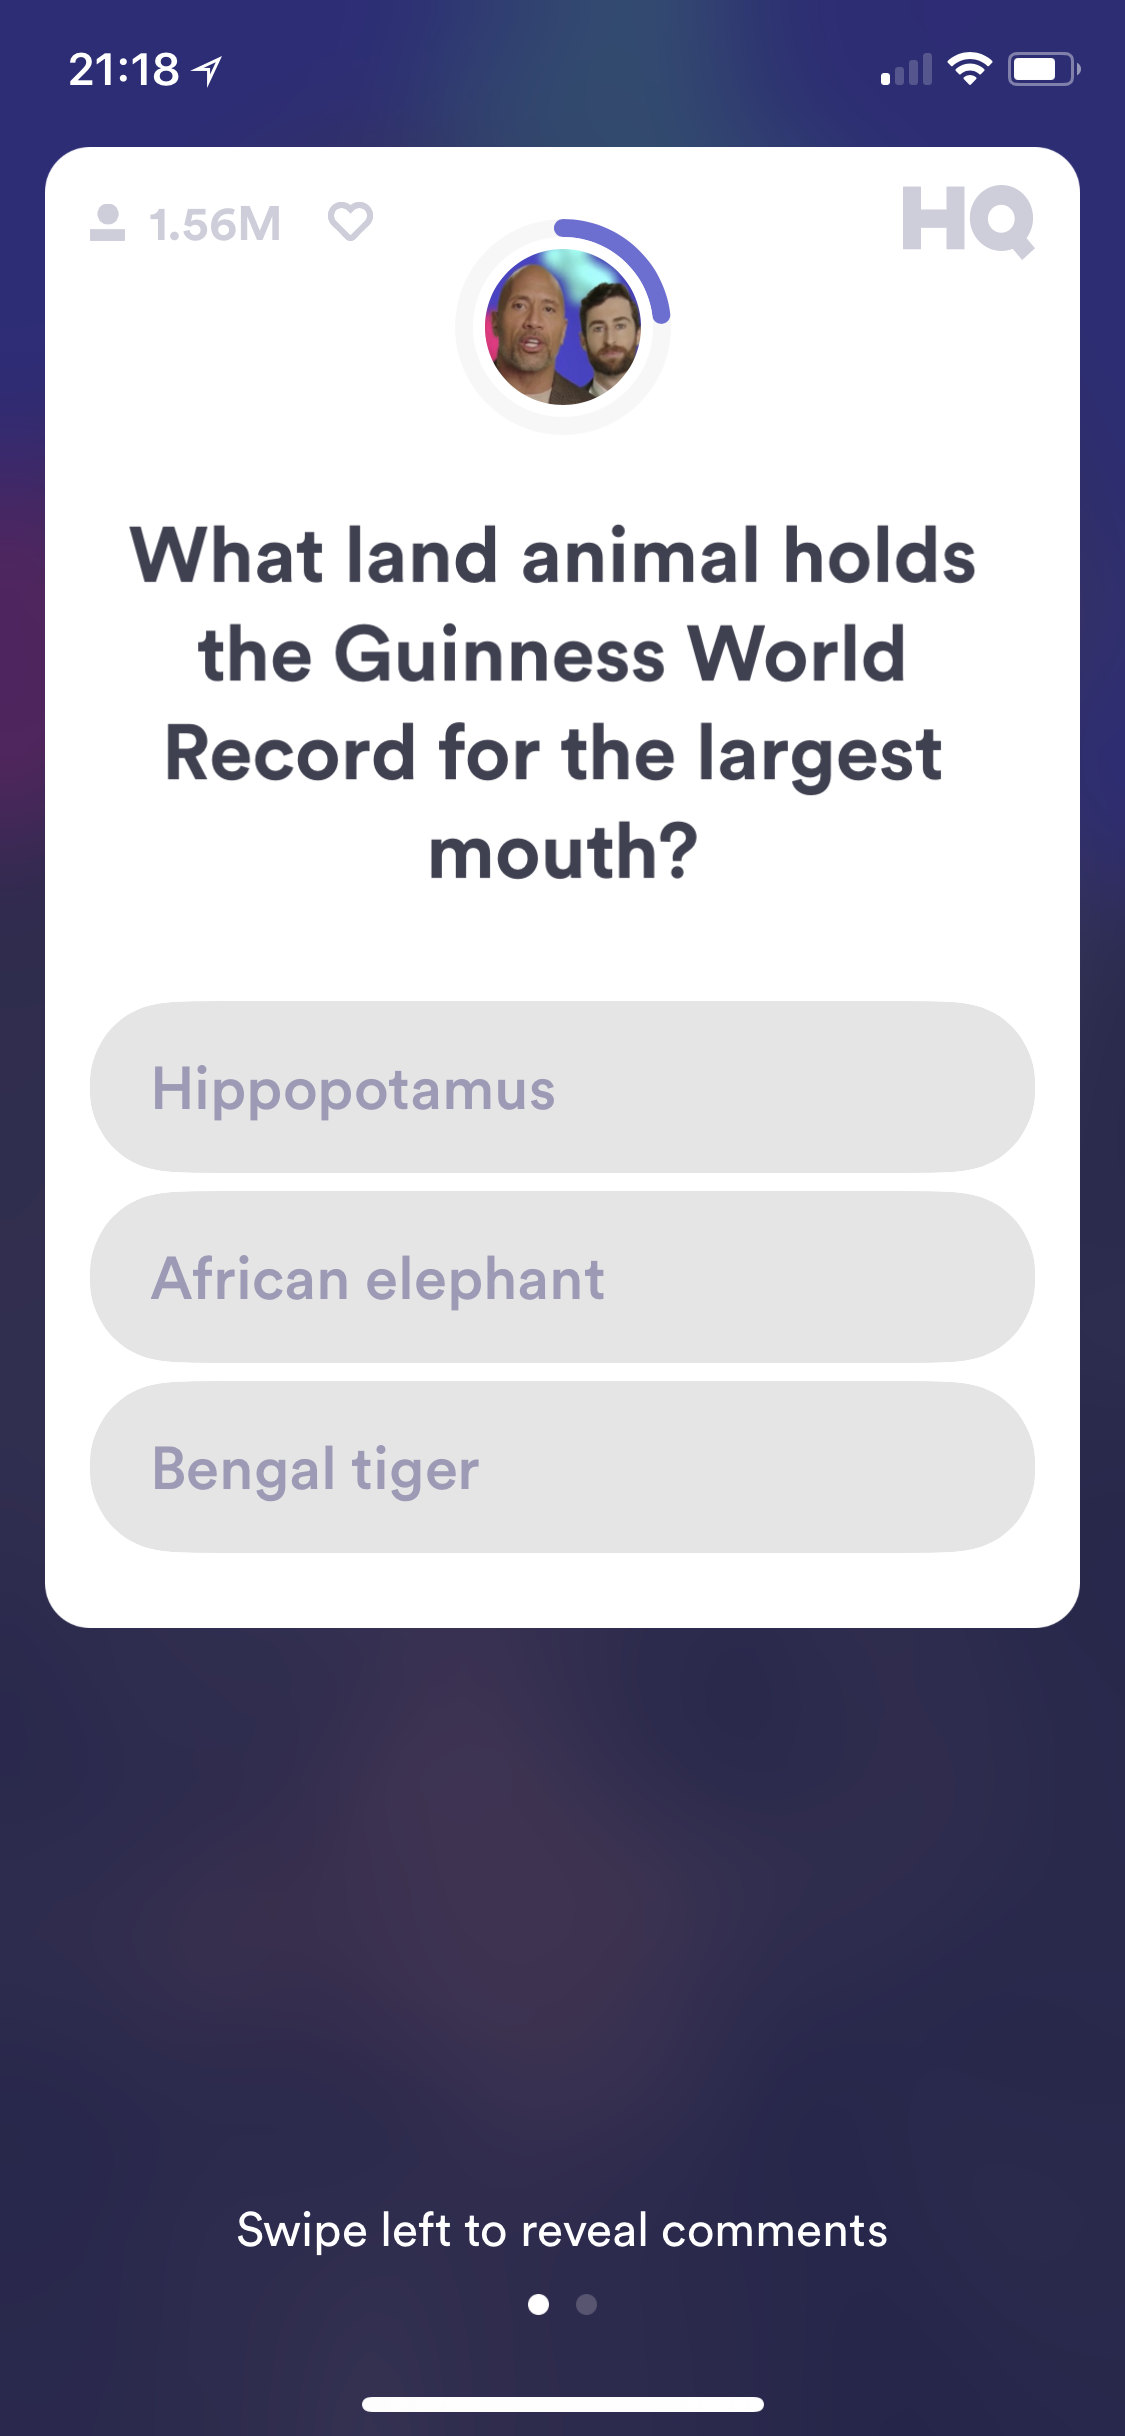 21:18
1.56M
HQ
What land animal holds
the Guinness World
Record for the largest
mouth?
Hippopotamus
African elephant
Bengal tiger
Swipe left to reveal comments